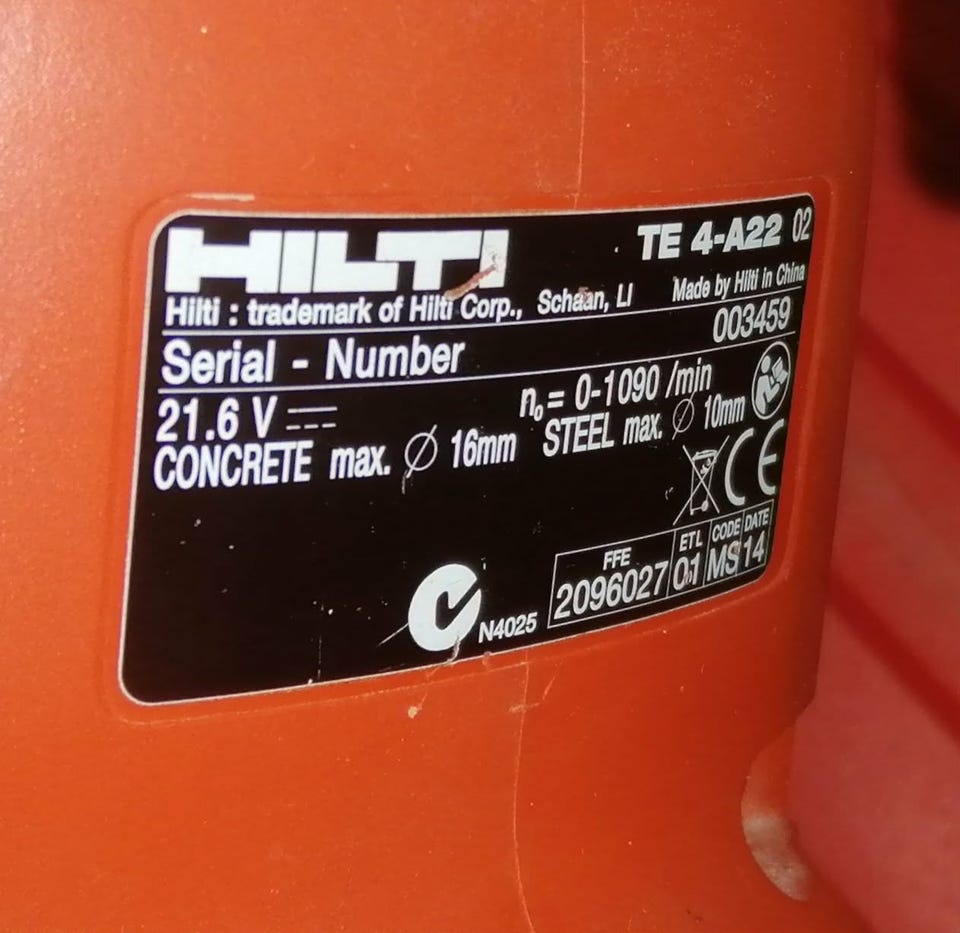 HILTI TE 4-A22 02
Hilti : trademark of Hilti Corp., Schaan, LI Made by Hilti in China
Serial - Number 003459
21.6 V n₀ = 0-1090 /min
CONCRETE max. ∅ 16mm STEEL max. ∅ 10mm
CE
FFE ETL CODE DATE
N4025 2096027 01 MS 14